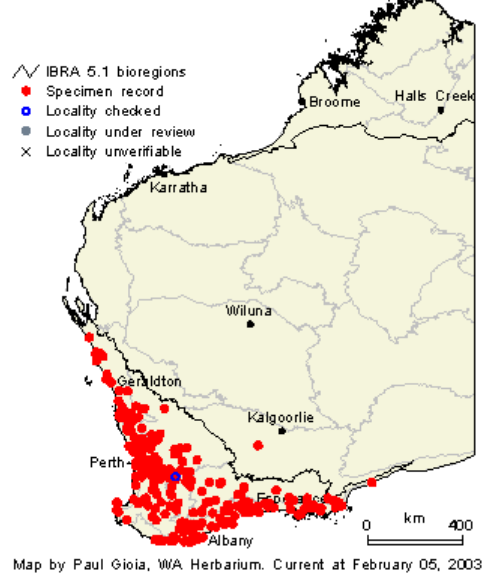 IBRA 5.1 bioregions
Specimen record
Locality checked
Locality under review
Locality unverifiable
Broome
Halls Creek
Karratha
Wiluna
Geraldton
Kalgoorlie
Perth
Esperance
Albany
km
0 400
Map by Paul Gioia, WA Herbarium. Current at February 05, 2003